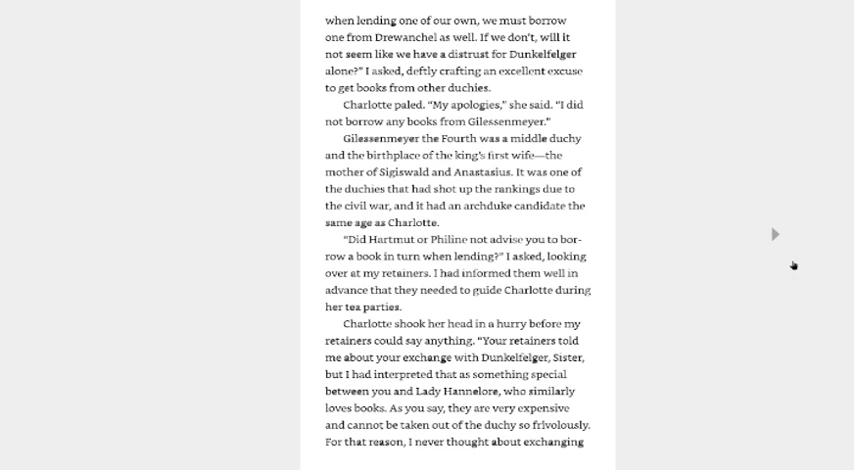 when lending one of our own, we must borrow
one from Drewanchel as well. If we don't, will it
not seem like we have a distrust for Dunkelfelger
alone?” I asked, deftly crafting an excellent excuse
to get books from other duchies.
Charlotte paled. “My apologies,” she said. “I did
not borrow any books from Gilessenmeyer.”
Gilessenmeyer the Fourth was a middle duchy
and the birthplace of the king's first wife—the
mother of Sigiswald and Anastasius. It was one of
the duchies that had shot up the rankings due to
the civil war, and it had an archduke candidate the
same age as Charlotte.
“Did Hartmut or Philine not advise you to bor-
row a book in turn when lending?” I asked, looking
over at my retainers. I had informed them well in
advance that they needed to guide Charlotte during
her tea parties.
Charlotte shook her head in a hurry before my
retainers could say anything. “Your retainers told
me about your exchange with Dunkelfelger, Sister,
but I had interpreted that as something special
between you and Lady Hannelore, who similarly
loves books. As you say, they are very expensive
and cannot be taken out of the duchy so frivolously.
For that reason, I never thought about exchanging